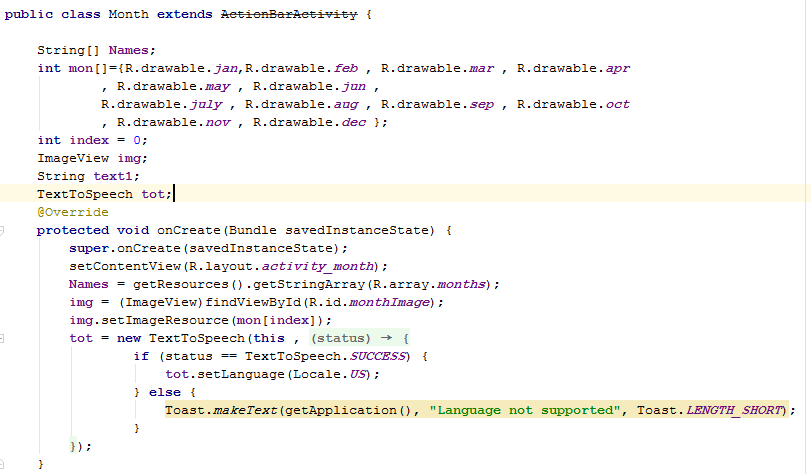 public class Month extends ActionBarActivity {
String[] Names;
int mon[]={R.drawable.jan,R.drawable.feb , R.drawable.mar , R.drawable.apr
, R.drawable.may , R.drawable.jun ,
R.drawable.july , R.drawable.aug , R.drawable.sep , R.drawable.oct
, R.drawable.nov , R.drawable.dec };
int index = 0;
ImageView img;
String text1;
TextToSpeech tot;
@Override
protected void onCreate(Bundle savedInstanceState) {
super.onCreate(savedInstanceState);
setContentView(R.layout.activity_month);
Names = getResources().getStringArray(R.array.months);
img = (ImageView)findViewById(R.id.monthImage);
img.setImageResource(mon[index]);
tot = new TextToSpeech(this , (status) → {
if (status == TextToSpeech.SUCCESS) {
tot.setLanguage(Locale.US);
} else {
Toast.makeText(getApplication(), "Language not supported", Toast.LENGTH_SHORT);
}
});
}